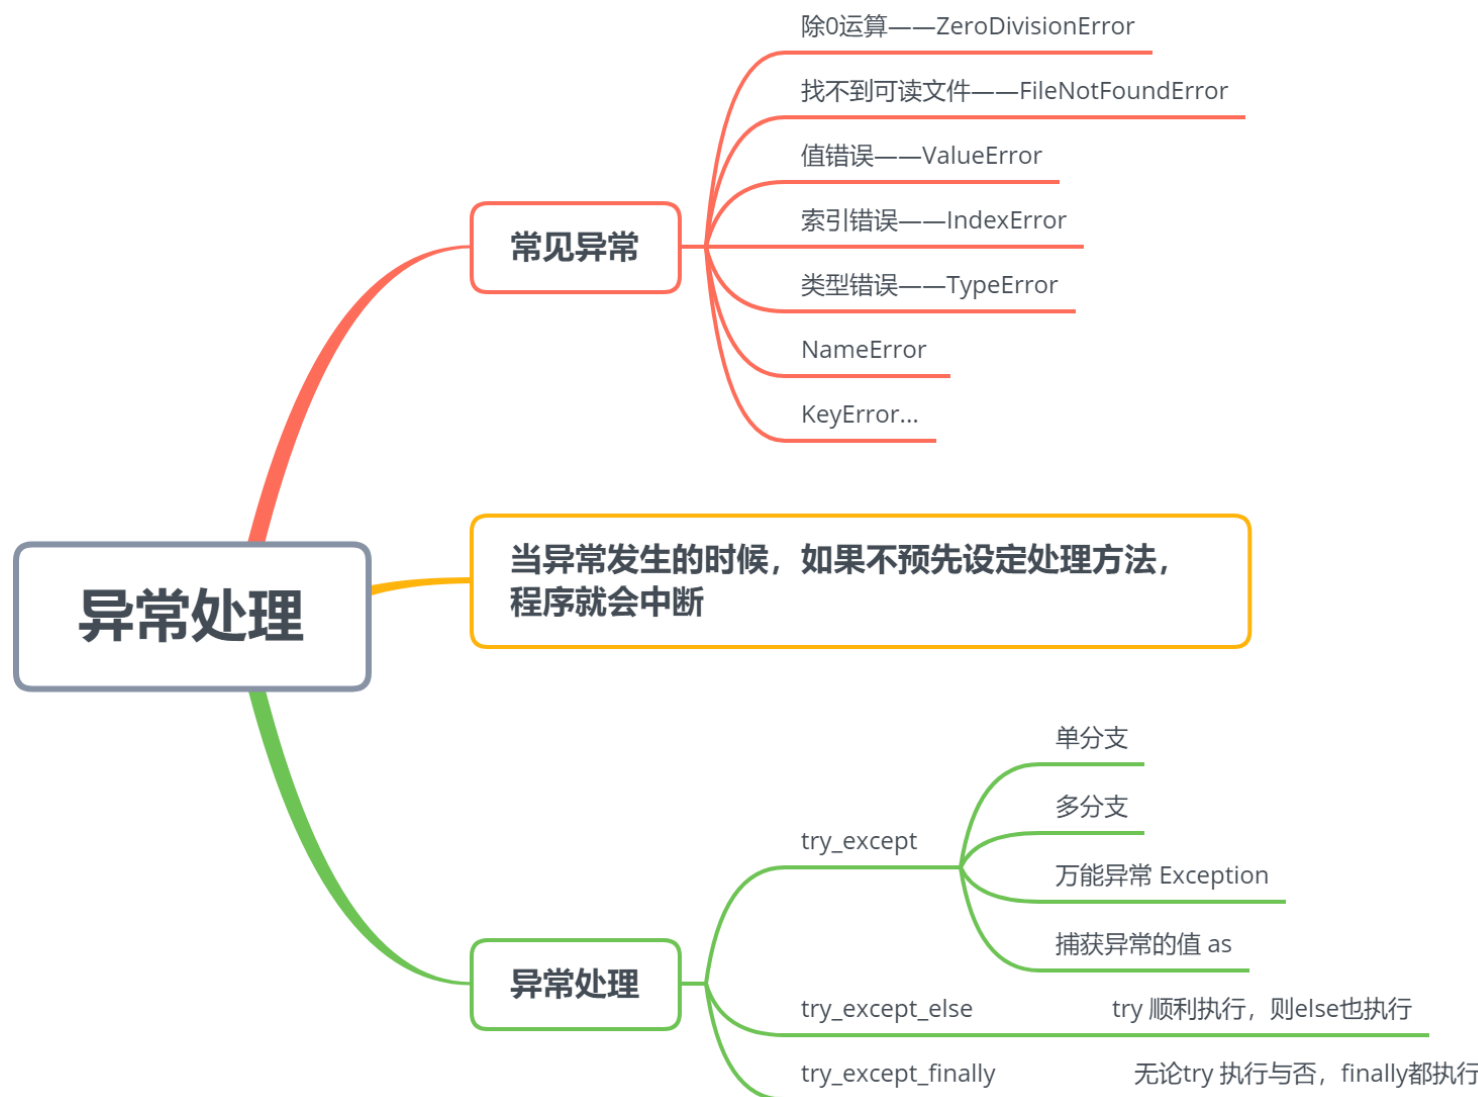 除0运算——ZeroDivisionError
找不到可读文件——FileNotFoundError
值错误——ValueError
索引错误——IndexError
类型错误——TypeError
NameError
KeyError...
常见异常
当异常发生的时候，如果不预先设定处理方法，
程序就会中断
异常处理
单分支
多分支
万能异常 Exception
捕获异常的值 as
try_except
异常处理
try_except_else try 顺利执行，则else也执行
try_except_finally 无论try 执行与否，finally都执行